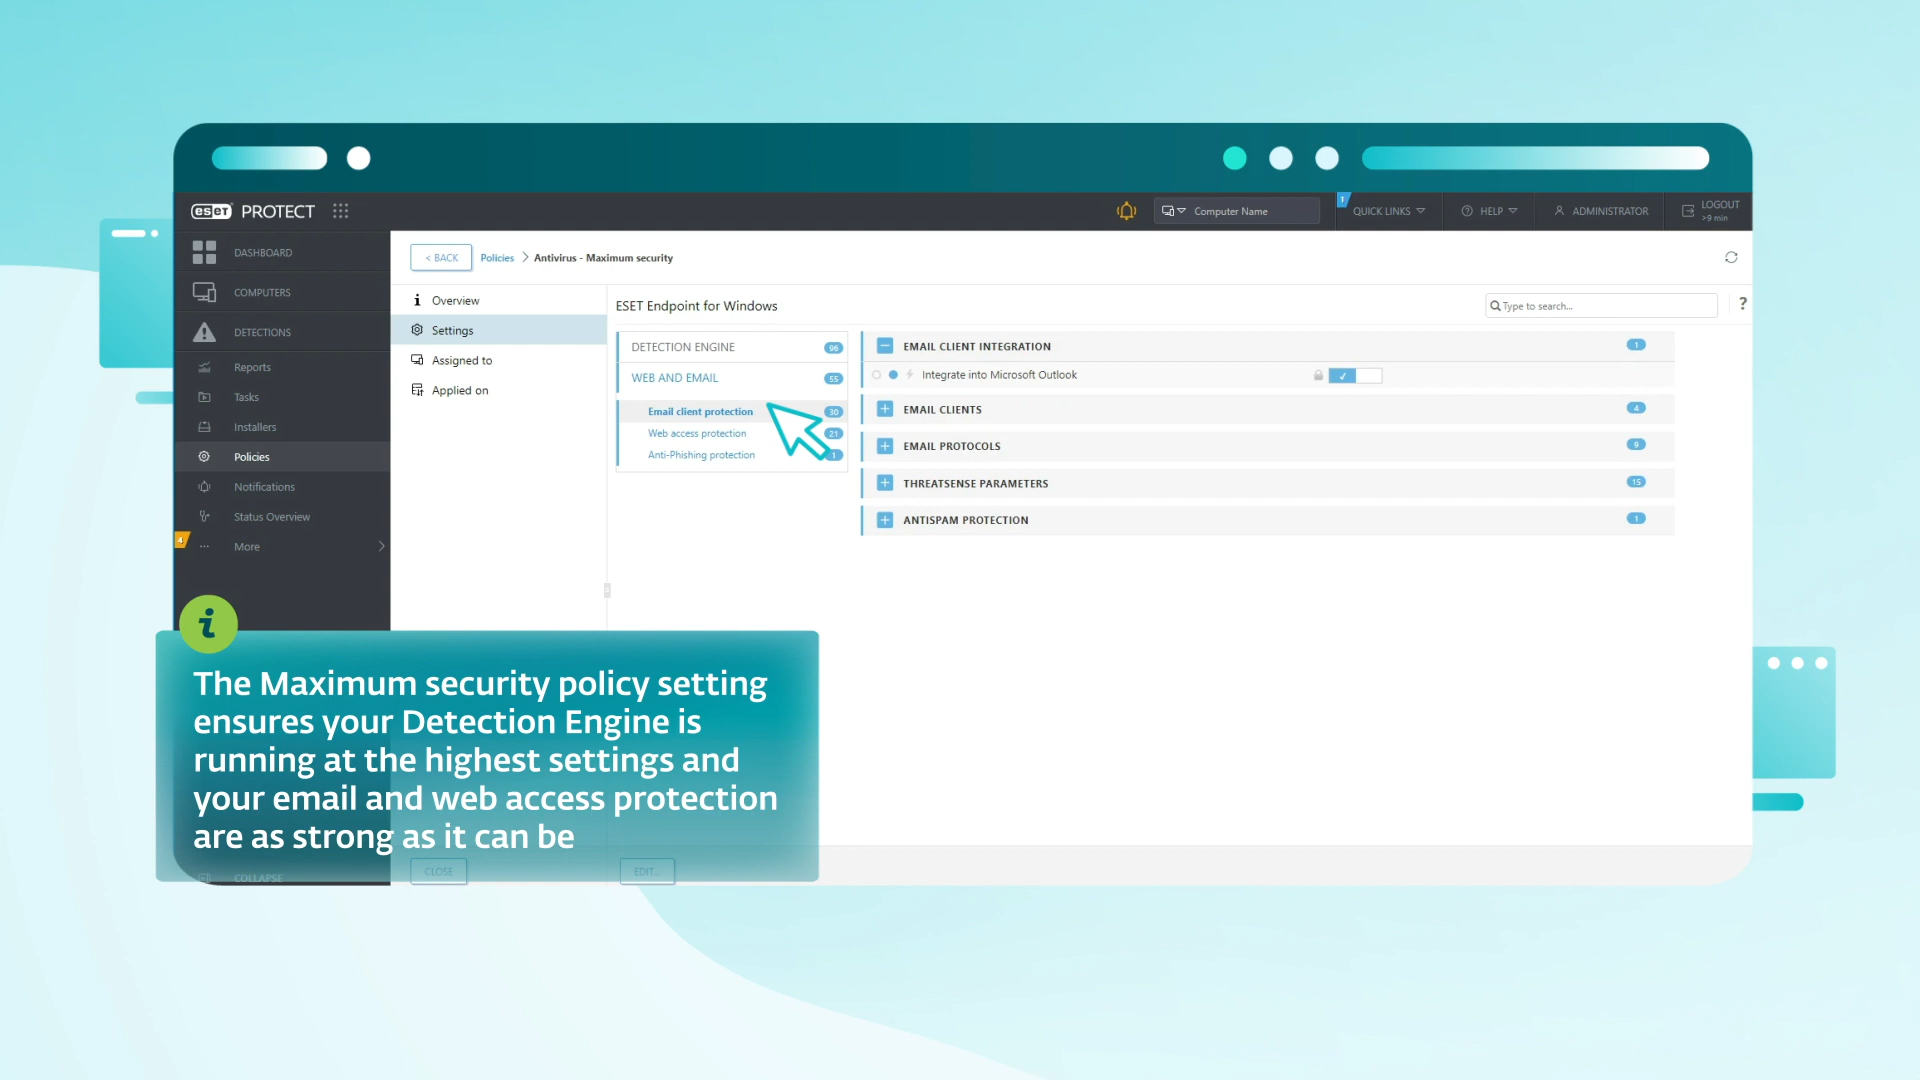 eset PROTECT
Computer Name
1
QUICK LINKS
HELP
ADMINISTRATOR
LOGOUT
>9 min
DASHBOARD
COMPUTERS
DETECTIONS
Reports
Tasks
Installers
Policies
Notifications
Status Overview
4
More
COLLAPSE
< BACK
Policies > Antivirus - Maximum security
Overview
Settings
Assigned to
Applied on
ESET Endpoint for Windows
Type to search...
?
DETECTION ENGINE 96
WEB AND EMAIL 55
Email client protection 30
Web access protection 21
Anti-Phishing protection 1
EMAIL CLIENT INTEGRATION 1
Integrate into Microsoft Outlook
EMAIL CLIENTS 4
EMAIL PROTOCOLS 9
THREATSENSE PARAMETERS 15
ANTISPAM PROTECTION 1
i
The Maximum security policy setting
ensures your Detection Engine is
running at the highest settings and
your email and web access protection
are as strong as it can be
CLOSE
EDIT...